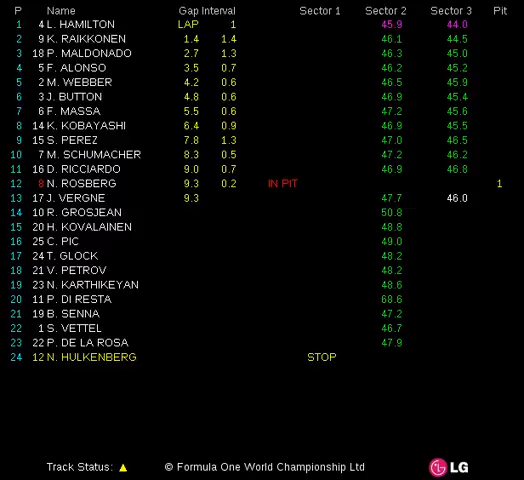 P Name Gap Interval Sector 1 Sector 2 Sector 3 Pit
1 4 L. HAMILTON LAP 1 45.9 44.0
2 9 K. RAIKKONEN 1.4 1.4 46.1 44.5
3 18 P. MALDONADO 2.7 1.3 46.3 45.0
4 5 F. ALONSO 3.5 0.7 46.2 45.2
5 2 M. WEBBER 4.2 0.6 46.5 45.9
6 3 J. BUTTON 4.8 0.6 46.9 45.4
7 6 F. MASSA 5.5 0.6 47.2 45.6
8 14 K. KOBAYASHI 6.4 0.9 46.9 45.5
9 15 S. PEREZ 7.8 1.3 47.0 46.5
10 7 M. SCHUMACHER 8.3 0.5 47.2 46.2
11 16 D. RICCIARDO 9.0 0.7 46.9 46.8
12 8 N. ROSBERG 9.3 0.2 IN PIT 1
13 17 J. VERGNE 9.3 47.7 46.0
14 10 R. GROSJEAN 50.8
15 20 H. KOVALAINEN 48.8
16 25 C. PIC 49.0
17 24 T. GLOCK 48.2
18 21 V. PETROV 48.2
19 23 N. KARTHIKEYAN 48.6
20 11 P. DI RESTA 68.6
21 19 B. SENNA 47.2
22 1 S. VETTEL 46.7
23 22 P. DE LA ROSA 47.9
24 12 N. HULKENBERG STOP
Track Status: ▲ © Formula One World Championship Ltd LG